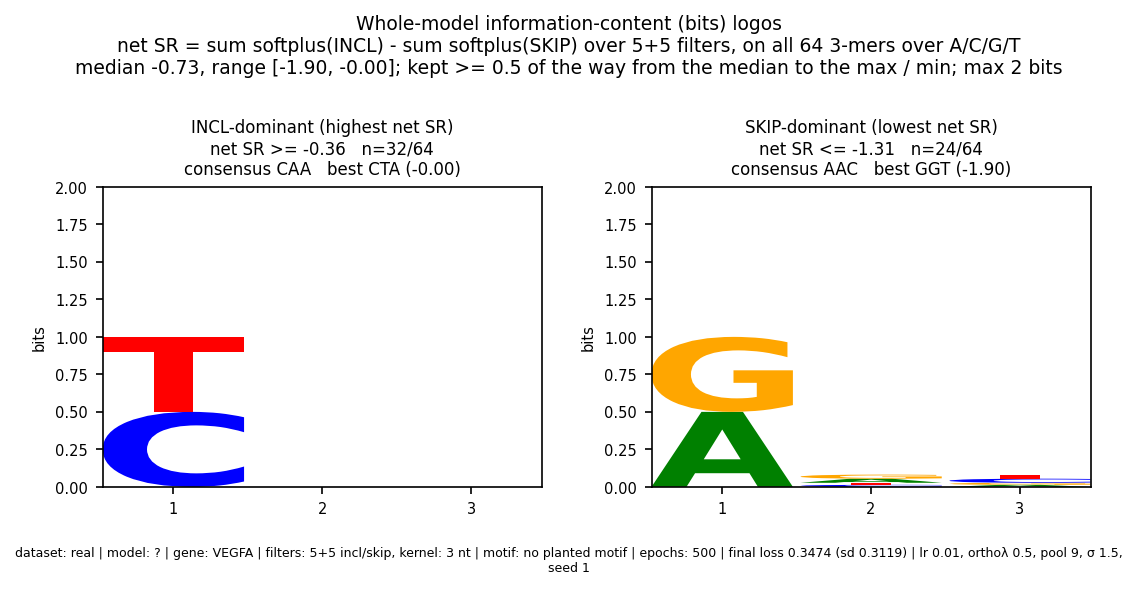 Whole-model information-content (bits) logos
net SR = sum softplus(INCL) - sum softplus(SKIP) over 5+5 filters, on all 64 3-mers over A/C/G/T
median -0.73, range [-1.90, -0.00]; kept >= 0.5 of the way from the median to the max / min; max 2 bits
INCL-dominant (highest net SR)
net SR >= -0.36   n=32/64
consensus CAA   best CTA (-0.00)
2.00
1.75
1.50
1.25
1.00
0.75
0.50
0.25
0.00
bits
T
C
1 2 3
SKIP-dominant (lowest net SR)
net SR <= -1.31   n=24/64
consensus AAC   best GGT (-1.90)
2.00
1.75
1.50
1.25
1.00
0.75
0.50
0.25
0.00
bits
G
A
1 2 3
dataset: real | model: ? | gene: VEGFA | filters: 5+5 incl/skip, kernel: 3 nt | motif: no planted motif | epochs: 500 | final loss 0.3474 (sd 0.3119) | lr 0.01, orthoλ 0.5, pool 9, σ 1.5,
seed 1